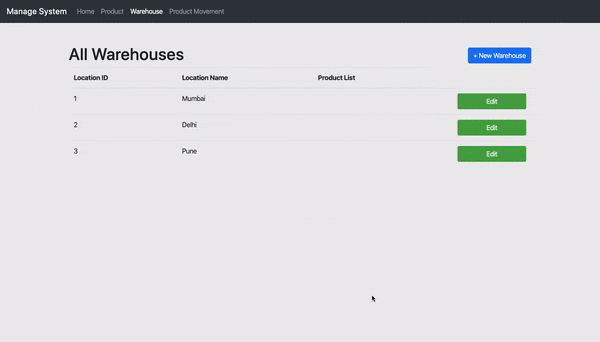 Manage System Home Product Warehouse Product Movement
All Warehouses
+ New Warehouse
Location ID Location Name Product List
1 Mumbai Edit
2 Delhi Edit
3 Pune Edit